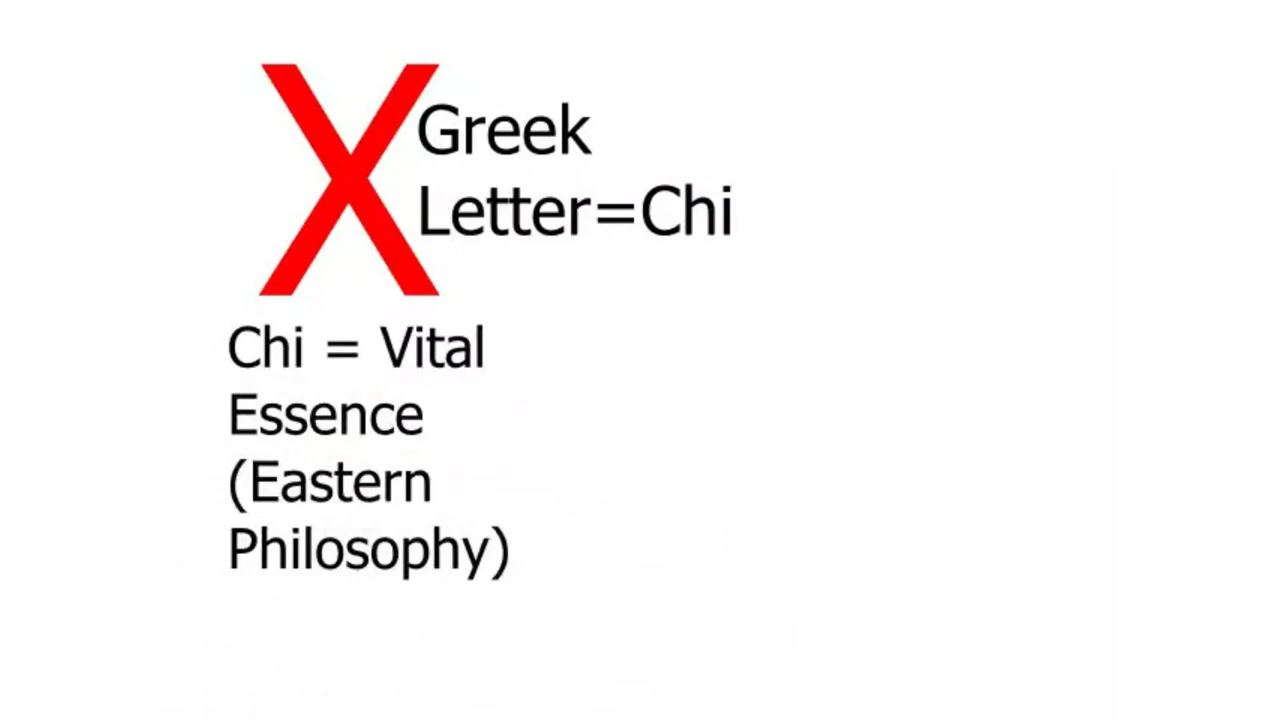 X
Greek
Letter=Chi
Chi = Vital
Essence
(Eastern
Philosophy)